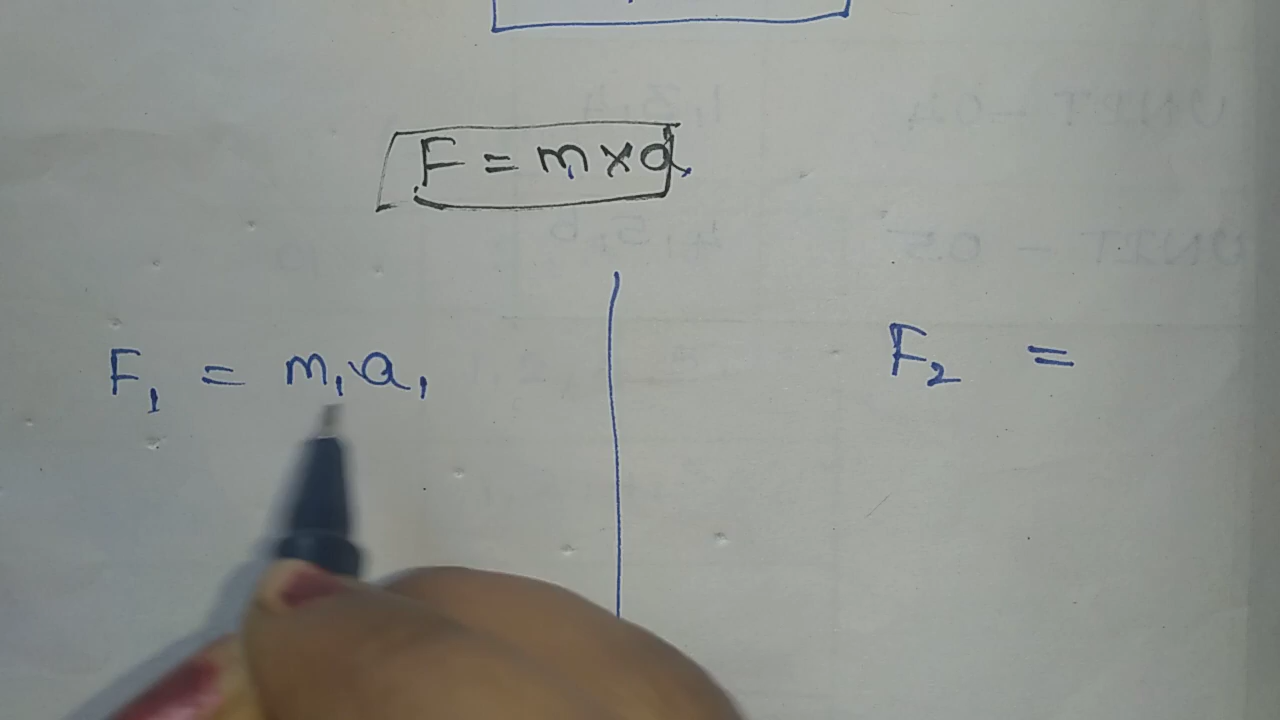 F = m×a
F₁ = m₁a₁
F₂ =